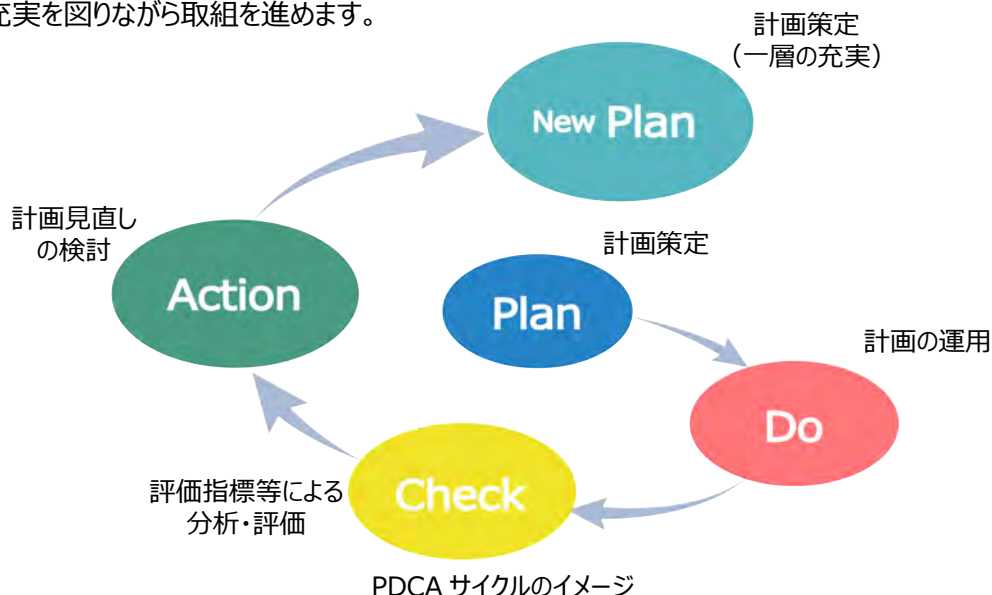 充実を図りながら取組を進めます。
計画策定
（一層の充実）
New Plan
計画見直し
の検討
Action
計画策定
Plan
計画の運用
Do
評価指標等による
分析・評価
Check
PDCA サイクルのイメージ